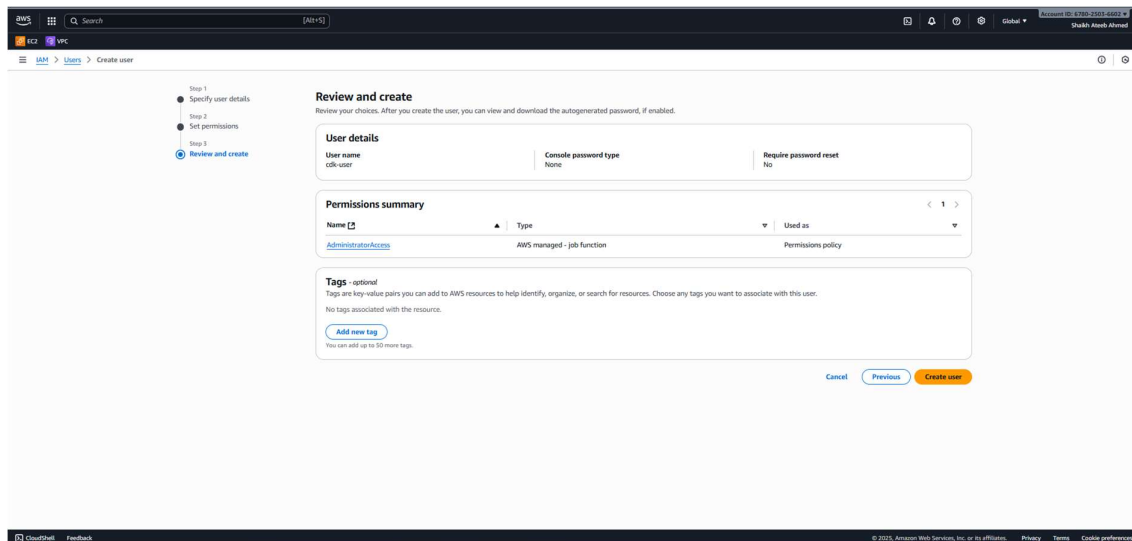 aws
Search
[Alt+S]
Global
Account ID: 6780-2503-6602
Shaikh Ateeb Ahmed
EC2
VPC
IAM > Users > Create user
Step 1
Specify user details
Step 2
Set permissions
Step 3
Review and create
Review and create
Review your choices. After you create the user, you can view and download the autogenerated password, if enabled.
User details
User name
Console password type
Require password reset
cdk-user
None
No
Permissions summary
1
Name
Type
Used as
AdministratorAccess
AWS managed - job function
Permissions policy
Tags - optional
Tags are key-value pairs you can add to AWS resources to help identify, organize, or search for resources. Choose any tags you want to associate with this user.
No tags associated with the resource.
Add new tag
You can add up to 50 more tags.
Cancel
Previous
Create user
CloudShell
Feedback
© 2025, Amazon Web Services, Inc. or its affiliates.
Privacy
Terms
Cookie preferences